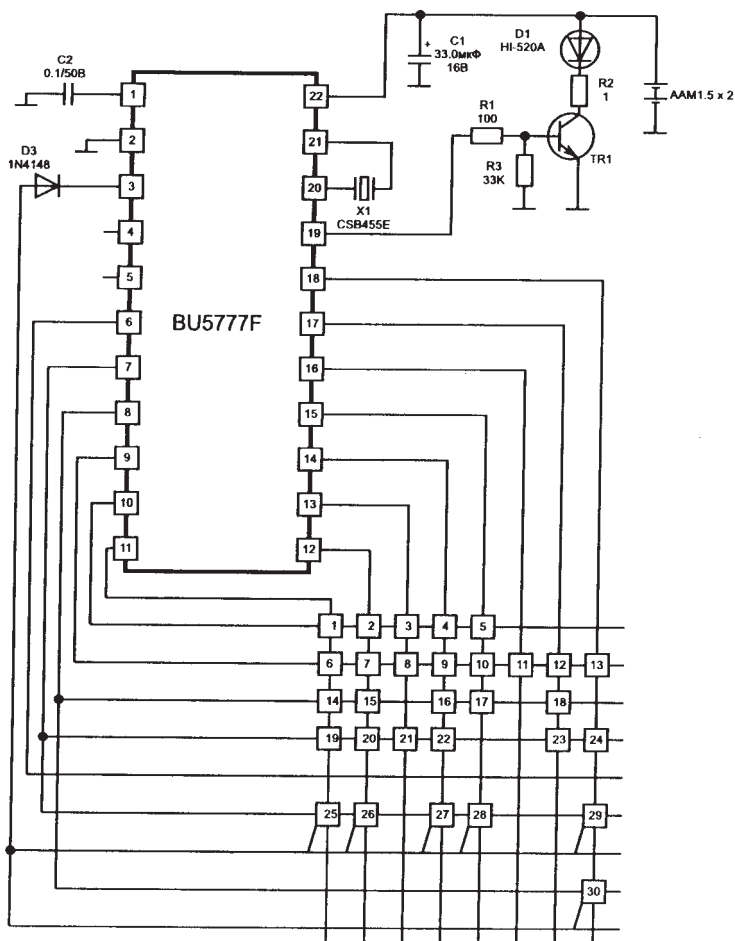 C2
0.1/50В
D3
1N4148
BU5777F
1
2
3
4
5
6
7
8
9
10
11
22
21
20
19
18
17
16
15
14
13
12
X1
CSB455E
+
C1
33.0мкФ
16В
D1
HI-520A
R2
1
R1
100
R3
33K
TR1
AAM1.5 x 2
1 2 3 4 5
6 7 8 9 10 11 12 13
14 15 16 17 18
19 20 21 22 23 24
25 26 27 28 29
30